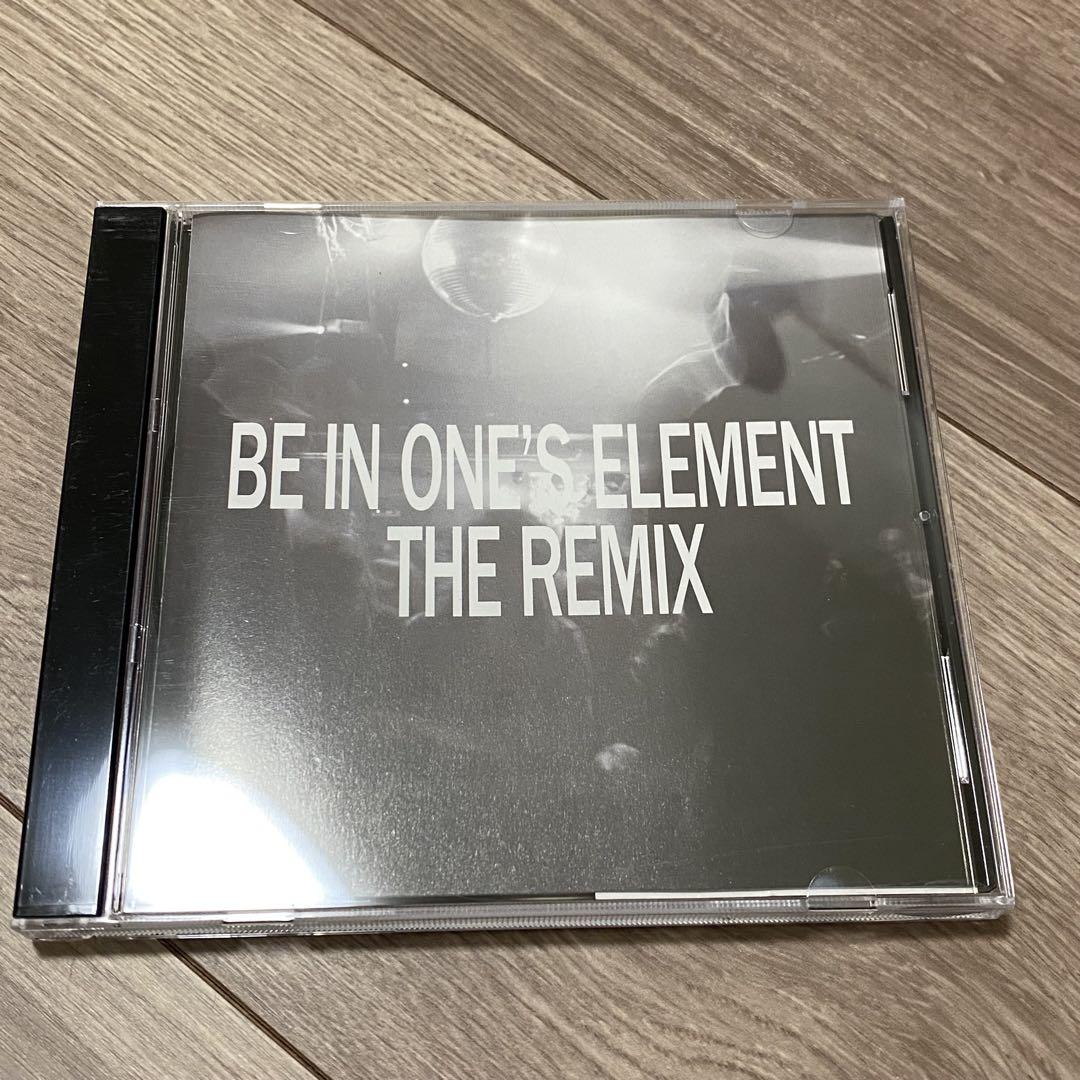 BE IN ONE'S ELEMENT
THE REMIX